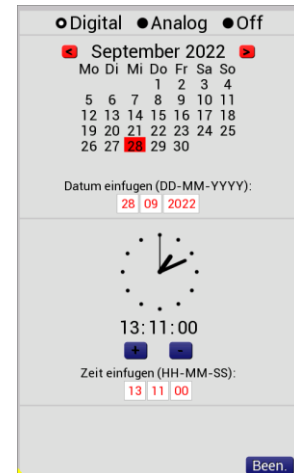 Digital Analog Off
< September 2022 >
Mo Di Mi Do Fr Sa So
1 2 3 4
5 6 7 8 9 10 11
12 13 14 15 16 17 18
19 20 21 22 23 24 25
26 27 28 29 30
Datum einfugen (DD-MM-YYYY):
28 09 2022
13:11:00
+ -
Zeit einfugen (HH-MM-SS):
13 11 00
Been.